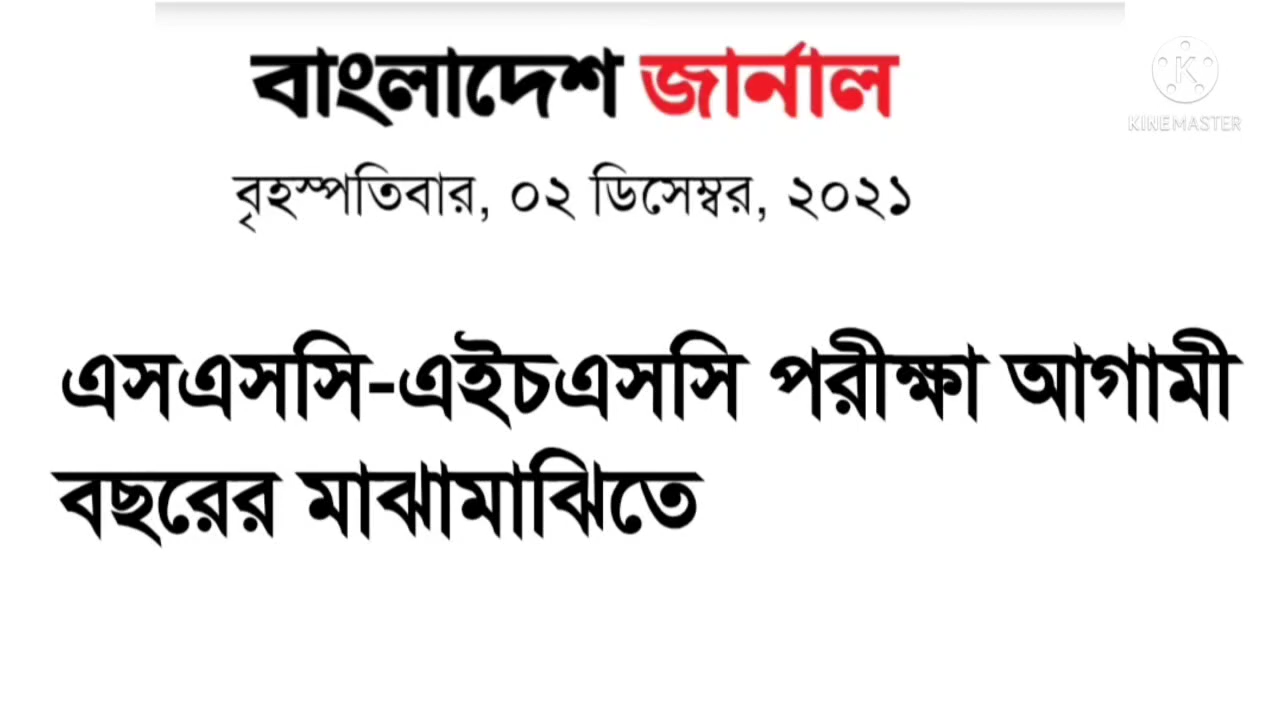 বাংলাদেশ জার্নাল
KINEMASTER
বৃহস্পতিবার, ০২ ডিসেম্বর, ২০২১
এসএসসি-এইচএসসি পরীক্ষা আগামী
বছরের মাঝামাঝিতে